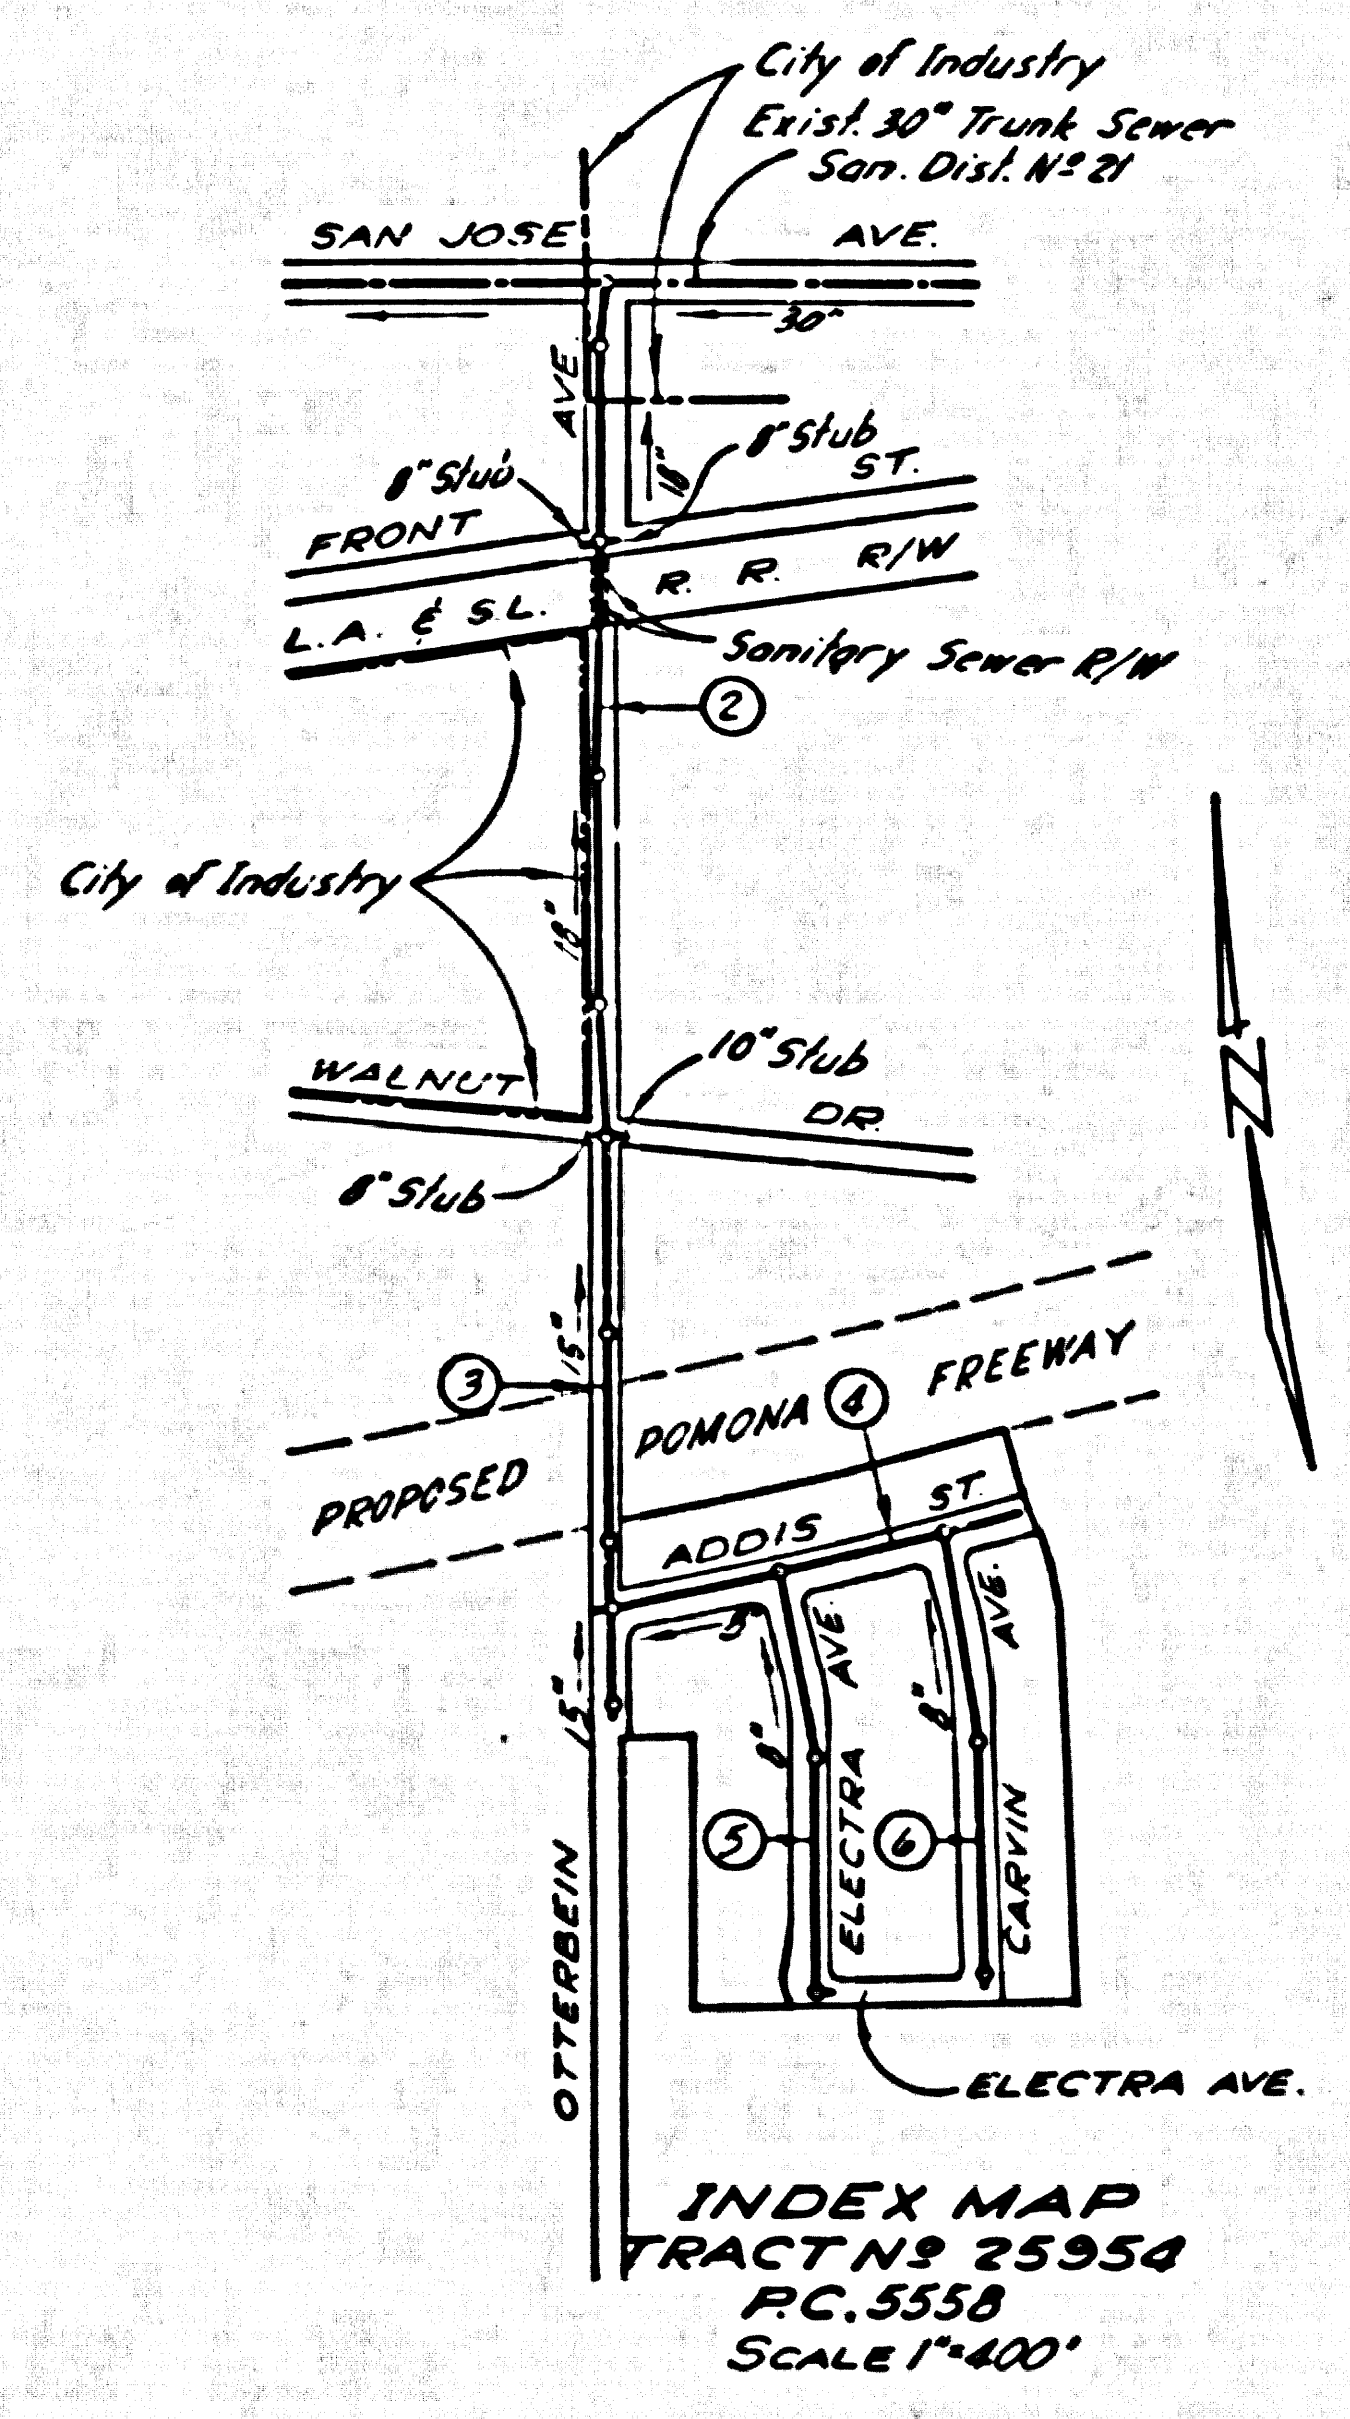 City of Industry
Exist. 30" Trunk Sewer
San. Dist. Nº 21
SAN JOSE AVE.
30"
AVE.
8" Stub
8" Stub
18"
FRONT ST.
L.A. & S.L. R. R. R/W
Sanitary Sewer R/W
2
City of Industry
18"
10" Stub
WALNUT DR.
8" Stub
15"
3
4
PROPOSED POMONA FREEWAY
ADDIS ST.
N
8"
AVE.
AVE.
8"
8"
15"
5
6
ELECTRA
CARVIN
OTTERBEIN
ELECTRA AVE.
INDEX MAP
TRACT Nº 25954
P.C. 5558
SCALE 1"=400'